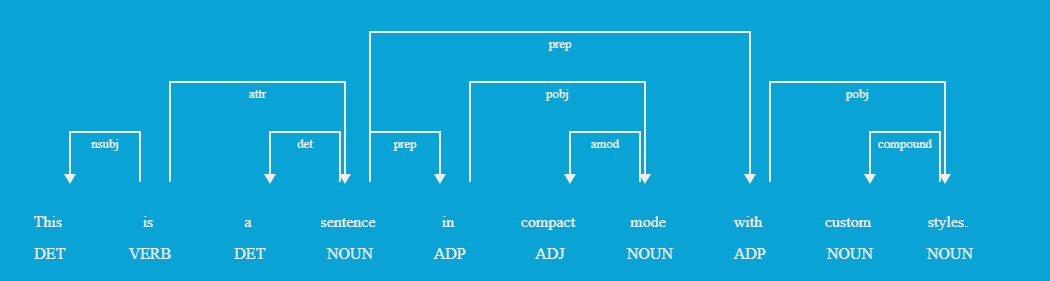 prep
attr pobj pobj
nsubj det prep amod compound
This is a sentence in compact mode with custom styles.
DET VERB DET NOUN ADP ADJ NOUN ADP NOUN NOUN